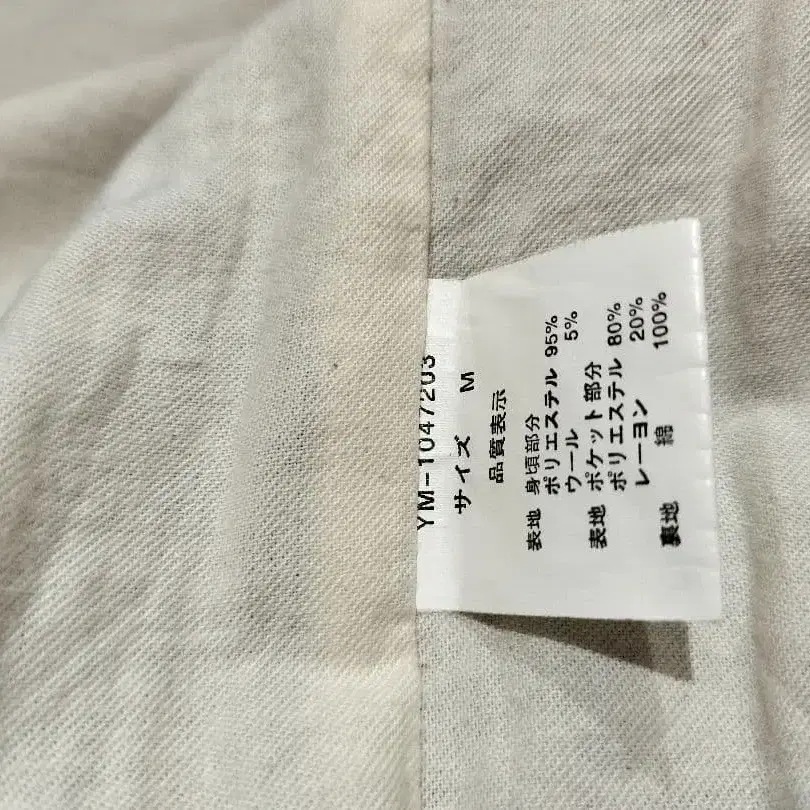 YM-1047203
サイズ M
品質表示
表地 身頃部分
ポリエステル 95%
ウール 5%
表地 ポケット部分
ポリエステル 80%
レーヨン 20%
裏地 綿 100%